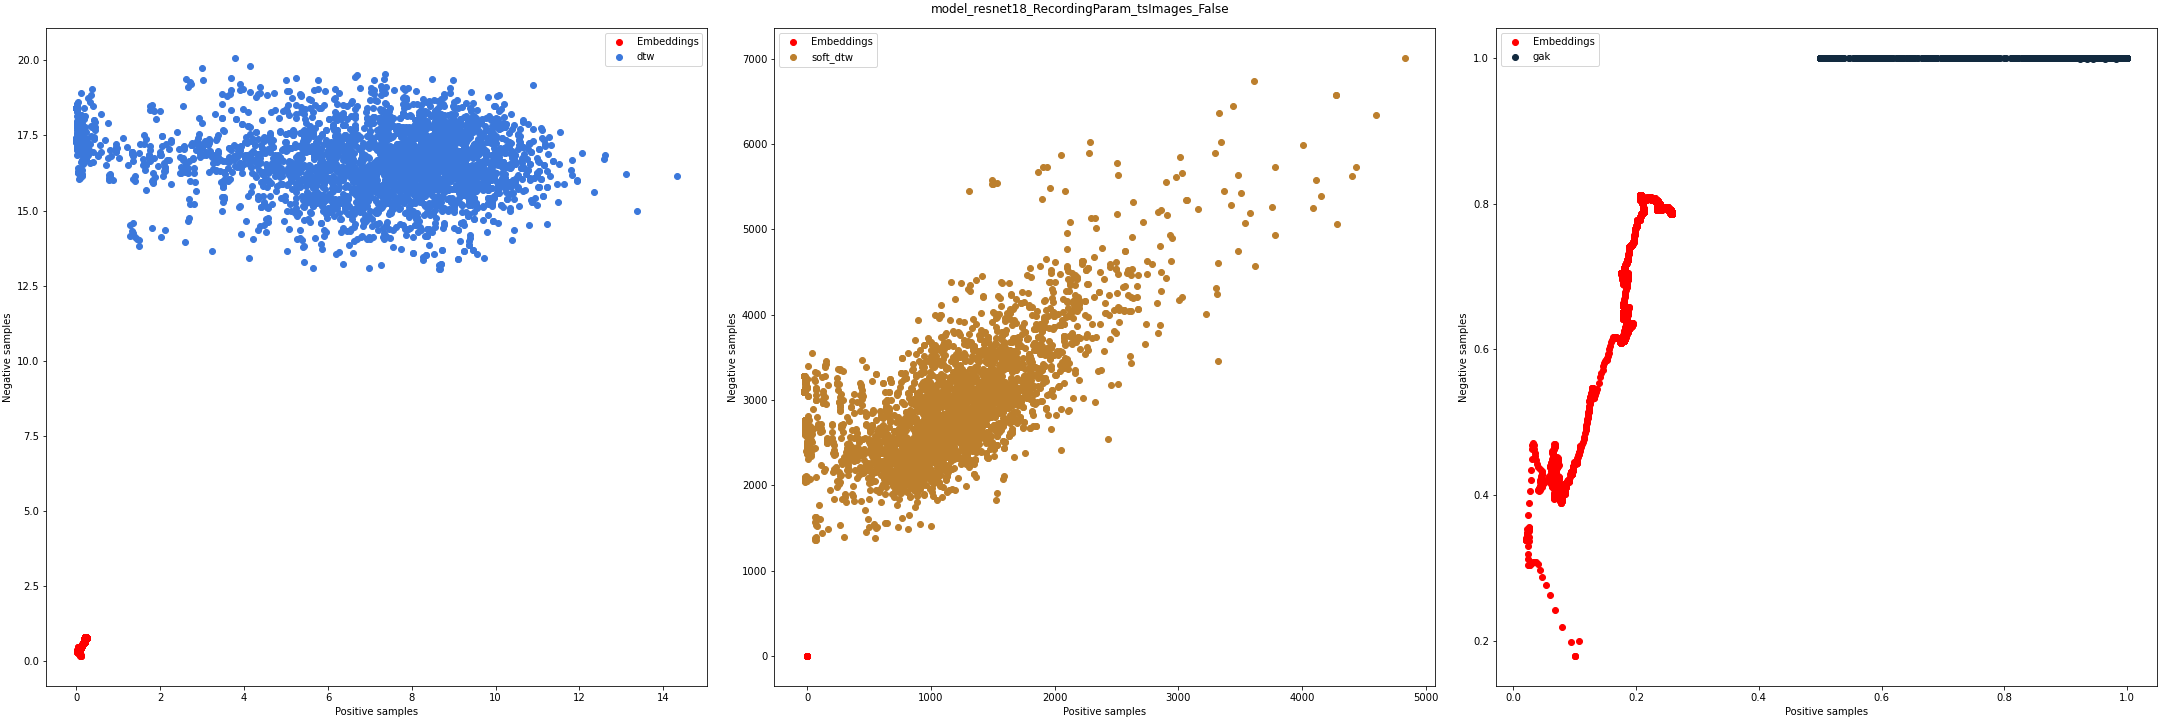 model_resnet18_RecordingParam_tsImages_False
Embeddings
dtw
20.0
17.5
15.0
12.5
10.0
7.5
5.0
2.5
0.0
Negative samples
0 2 4 6 8 10 12 14
Positive samples
Embeddings
soft_dtw
7000
6000
5000
4000
3000
2000
1000
0
Negative samples
0 1000 2000 3000 4000 5000
Positive samples
Embeddings
gak
1.0
0.8
0.6
0.4
0.2
Negative samples
0.0 0.2 0.4 0.6 0.8 1.0
Positive samples